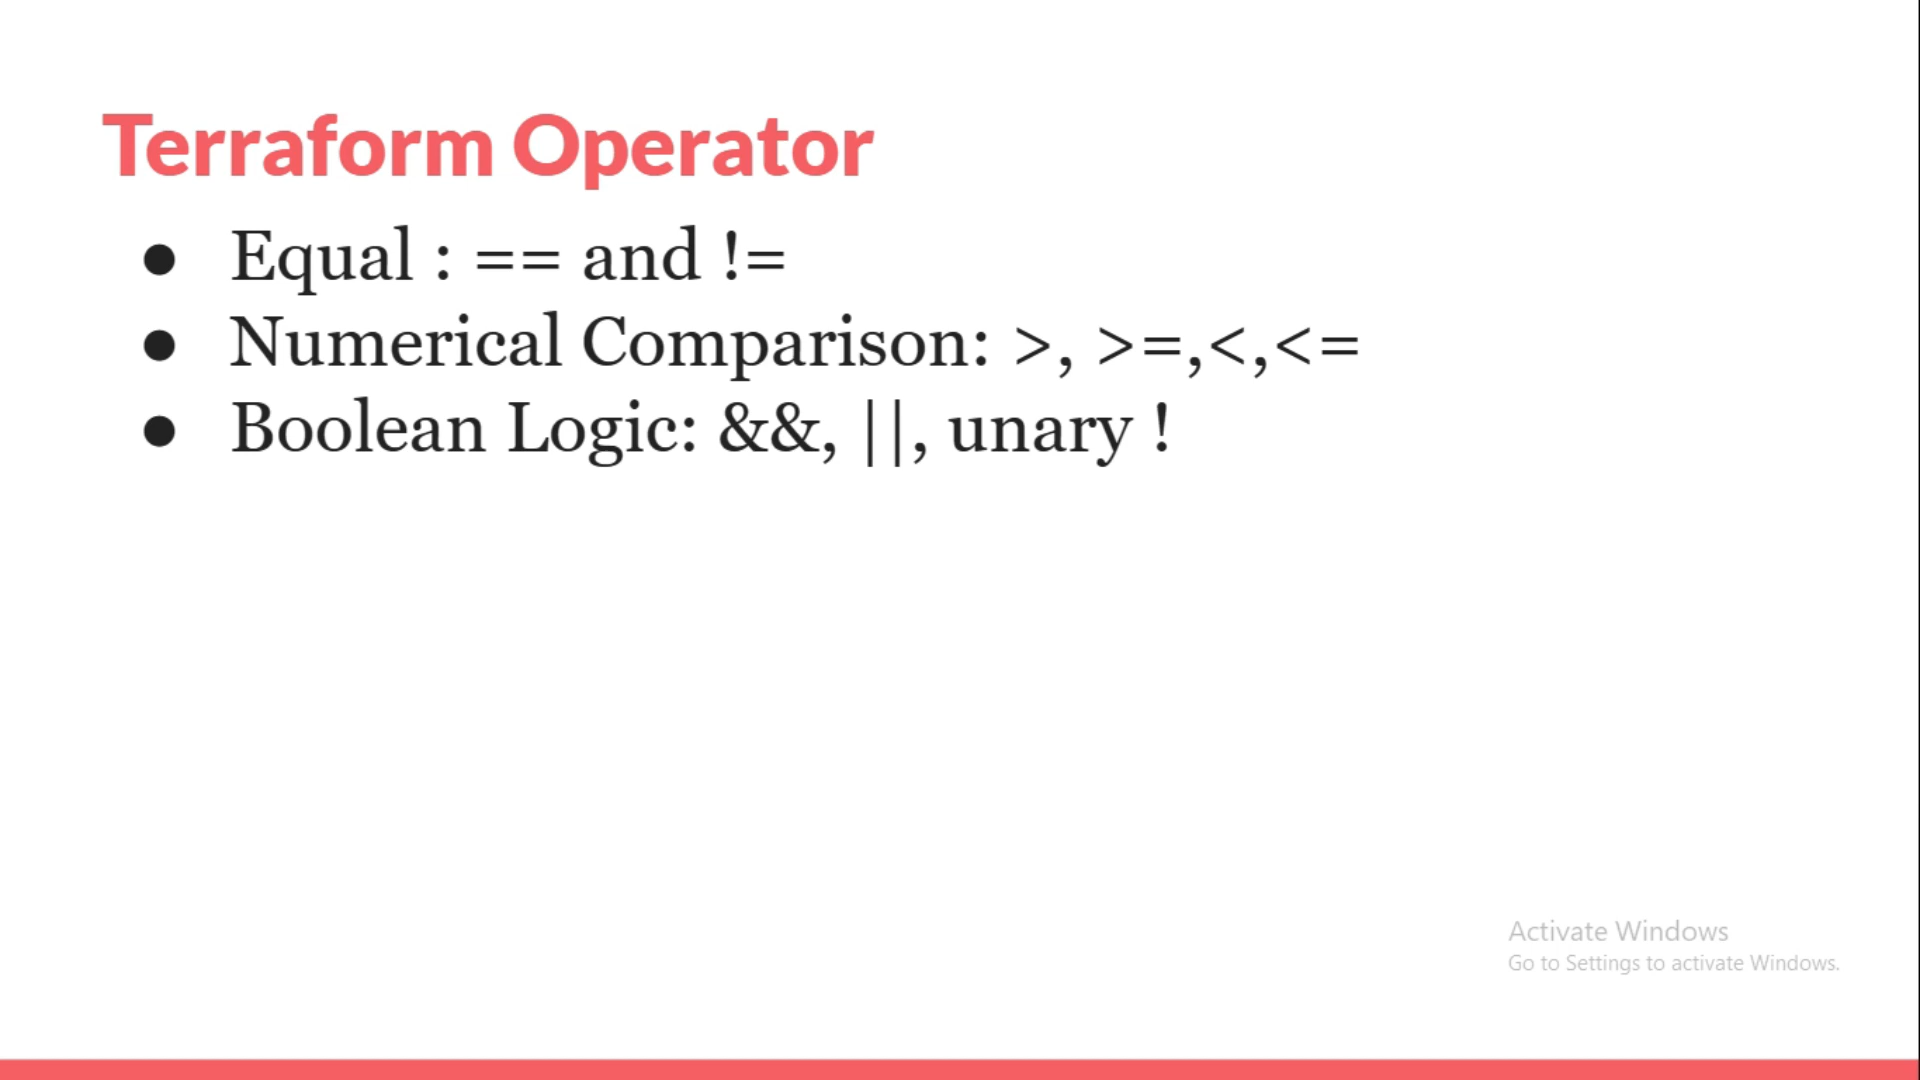 Terraform Operator
● Equal : == and !=
● Numerical Comparison: >, >=,<,<=
● Boolean Logic: &&, ||, unary !
Activate Windows
Go to Settings to activate Windows.